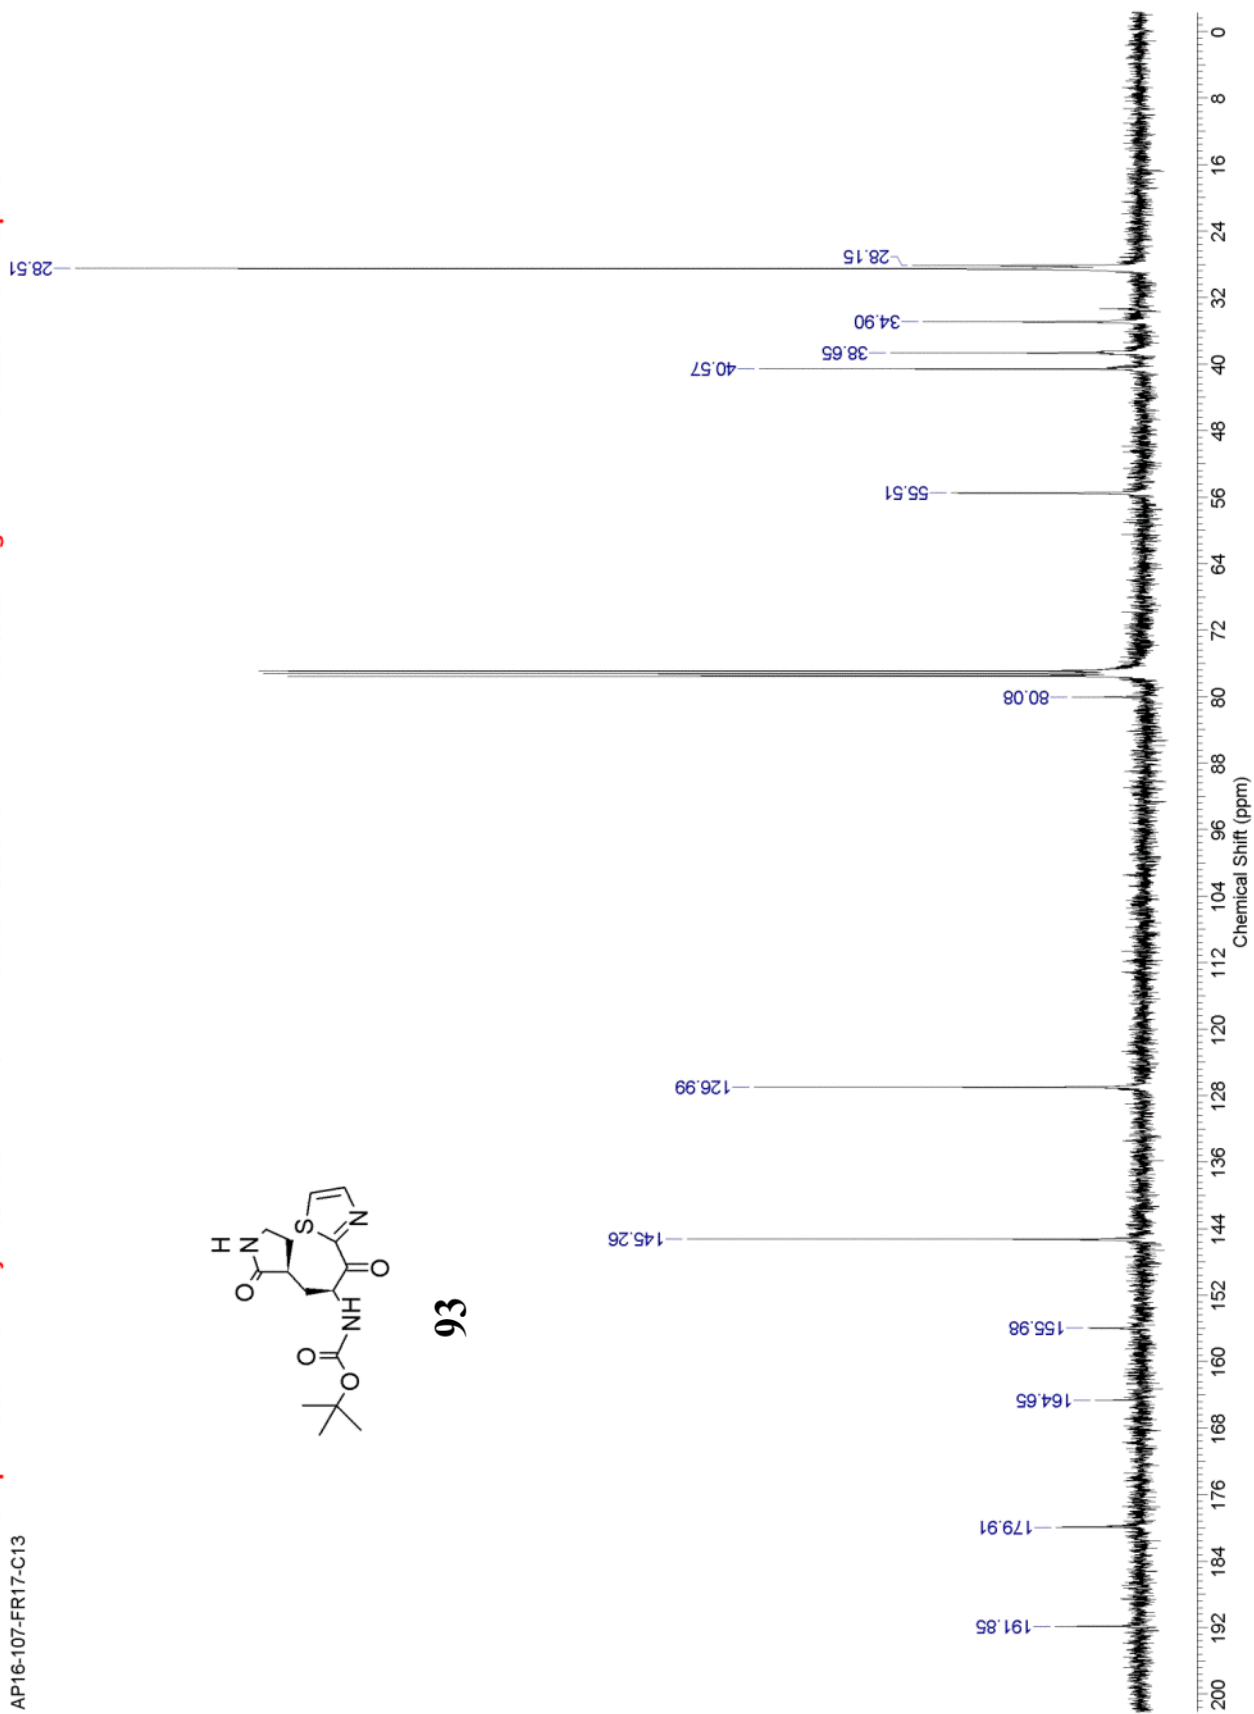 AP16-107-FR17-C13
28.51
28.15
34.90
38.65
40.57
55.51
80.08
126.99
145.26
155.98
164.65
179.91
191.85
H
N
O
S
N
O
NH
O
O
93
200 192 184 176 168 160 152 144 136 128 120 112 104 96 88 80 72 64 56 48 40 32 24 16 8 0
Chemical Shift (ppm)